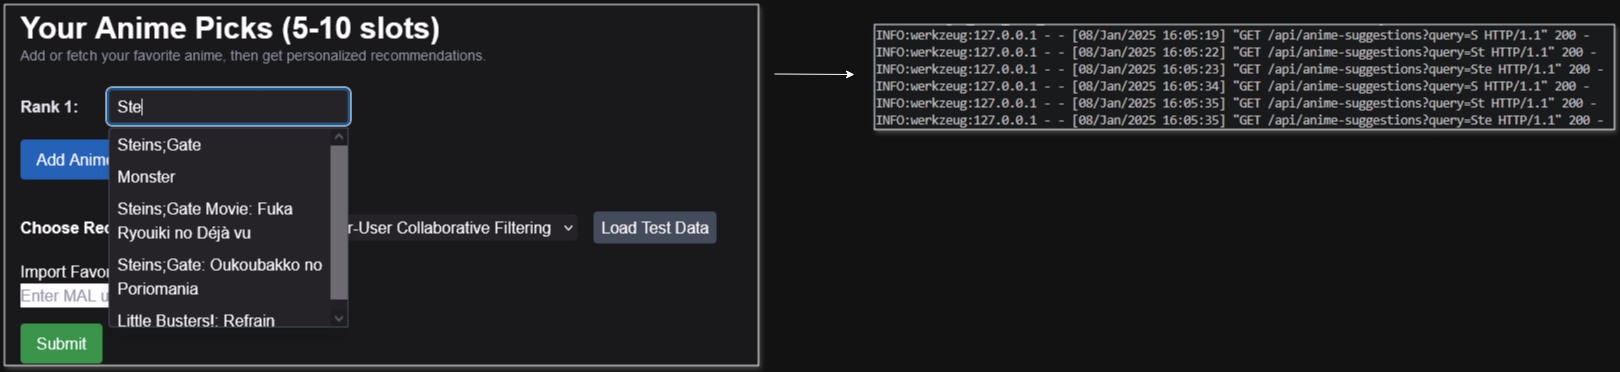 Your Anime Picks (5-10 slots)
Add or fetch your favorite anime, then get personalized recommendations.
Rank 1:
Ste
Steins;Gate
Monster
Steins;Gate Movie: Fuka
Ryouiki no Déjà vu
Steins;Gate: Oukoubakko no
Poriomania
Little Busters!: Refrain
Add Anime
Choose Rec
r-User Collaborative Filtering
Load Test Data
Import Favor
Enter MAL u
Submit
INFO:werkzeug:127.0.0.1 - - [08/Jan/2025 16:05:19] "GET /api/anime-suggestions?query=S HTTP/1.1" 200 -
INFO:werkzeug:127.0.0.1 - - [08/Jan/2025 16:05:22] "GET /api/anime-suggestions?query=St HTTP/1.1" 200 -
INFO:werkzeug:127.0.0.1 - - [08/Jan/2025 16:05:23] "GET /api/anime-suggestions?query=Ste HTTP/1.1" 200 -
INFO:werkzeug:127.0.0.1 - - [08/Jan/2025 16:05:34] "GET /api/anime-suggestions?query=S HTTP/1.1" 200 -
INFO:werkzeug:127.0.0.1 - - [08/Jan/2025 16:05:35] "GET /api/anime-suggestions?query=St HTTP/1.1" 200 -
INFO:werkzeug:127.0.0.1 - - [08/Jan/2025 16:05:35] "GET /api/anime-suggestions?query=Ste HTTP/1.1" 200 -